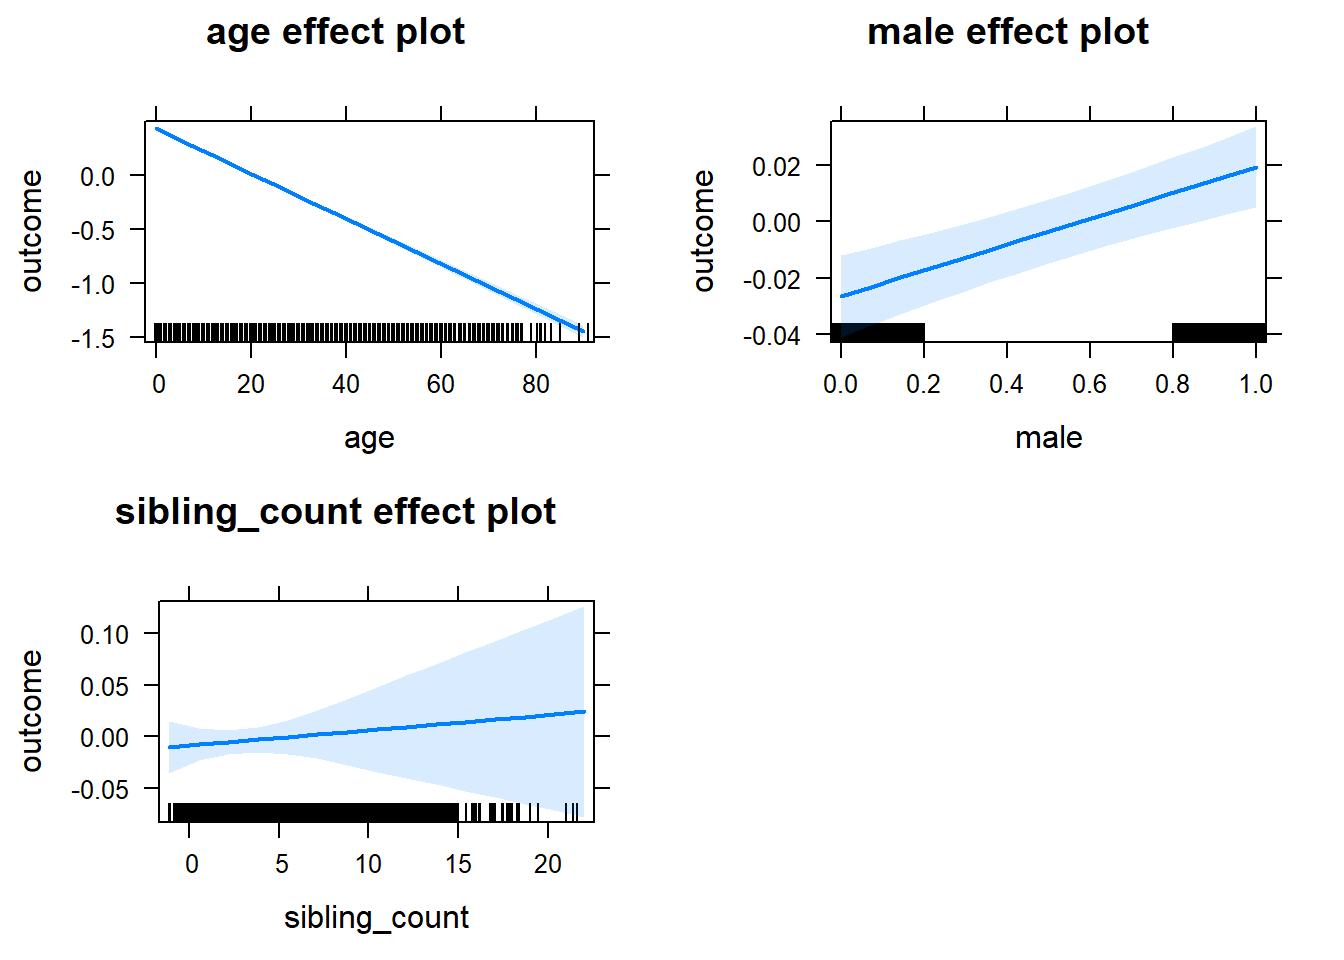 age effect plot
outcome
0.0
-0.5
-1.0
-1.5
0 20 40 60 80
age
male effect plot
outcome
0.02
0.00
-0.02
-0.04
0.0 0.2 0.4 0.6 0.8 1.0
male
sibling_count effect plot
outcome
0.10
0.05
0.00
-0.05
0 5 10 15 20
sibling_count